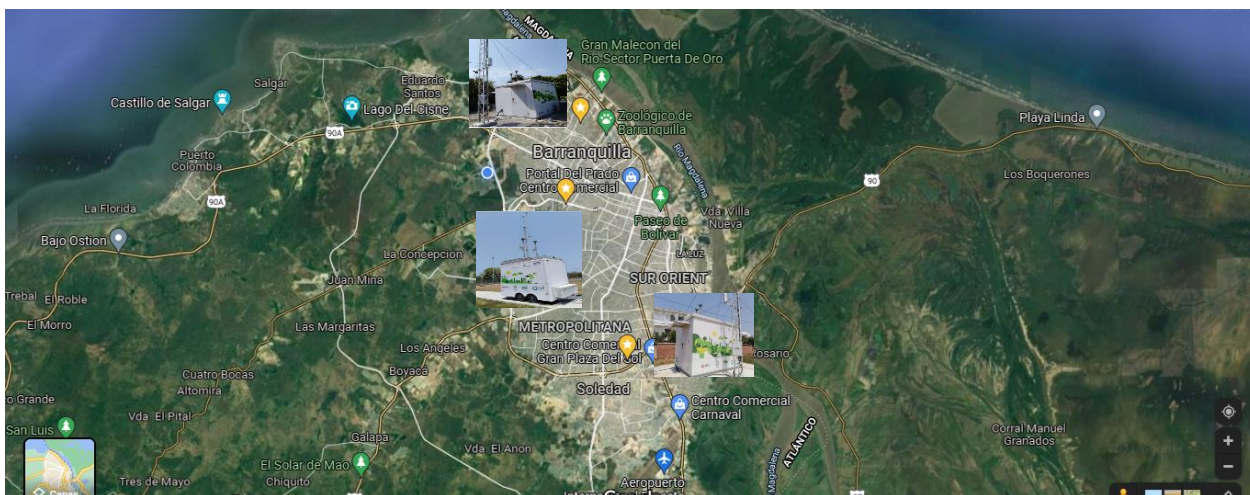 MAGDALENA
Magdalena
Gran Malecon del
Rio-Sector Puerta De Oro
Salgar
Eduardo
Santos
Castillo de Salgar
Lago Del Cisne
Zoológico de
Barranquilla
Playa Linda
90A
Puerto
Colombia
Barranquilla
Rio Magdalena
Portal Del Prado
Centro Comercial
Los Boquerones
90
90A
La Florida
Paseo de
Bolívar
Vda. Villa
Nueva
Bajo Ostion
La Concepcion
LA LUZ
Juan Mina
SUR ORIENT
Trebal
El Roble
El Morro
Las Margaritas
METROPOLITANA
Los Angeles
Centro Comercial
Gran Plaza Del Sol
Rosario
Boyaca
Cuatro Bocas
Altomira
Soledad
Centro Comercial
Carnaval
Vda. El Pital
San Luis
Galapa
Vda. El Anon
ATLÁNTICO
Magdalena
Corral Manuel
Granados
El Solar de Mao
Chiquito
Tres de Mayo
Aeropuerto
Capas